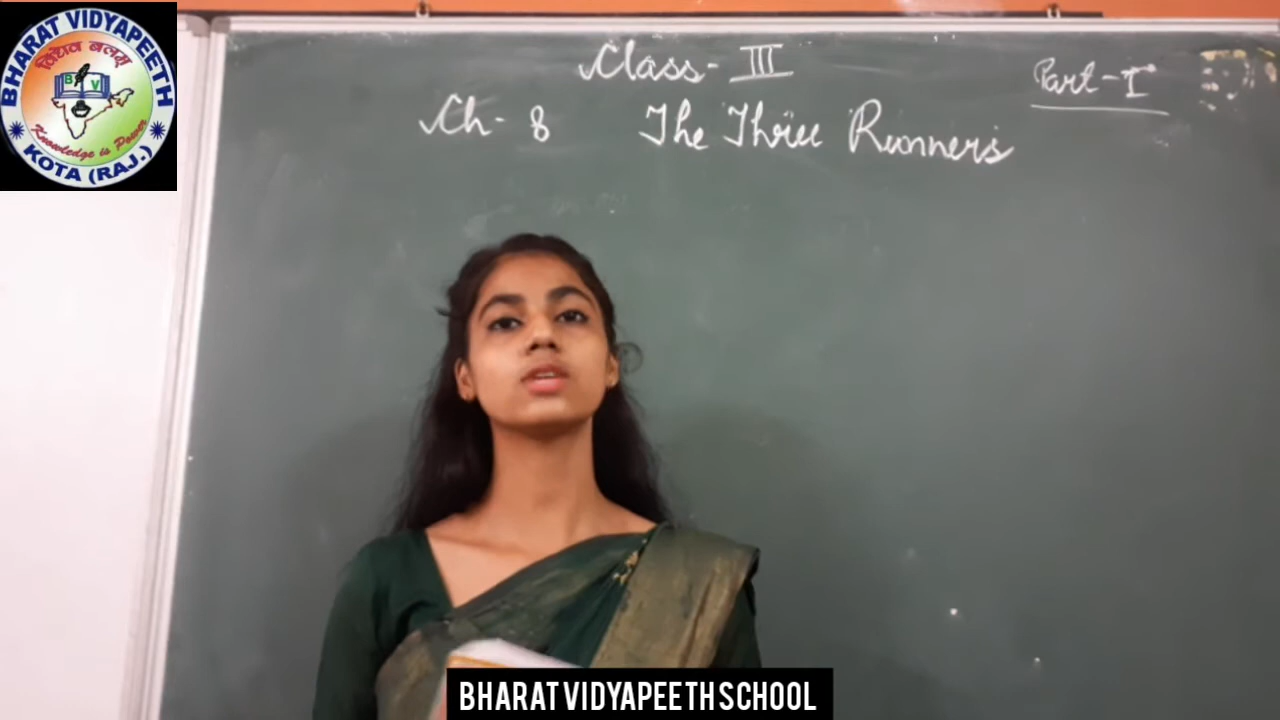 BHARAT VIDYAPEETH
B V
Knowledge is Power
KOTA (RAJ.)
Class- III
Part-I
Ch- 8 The Three Runners
BHARAT VIDYAPEETH SCHOOL